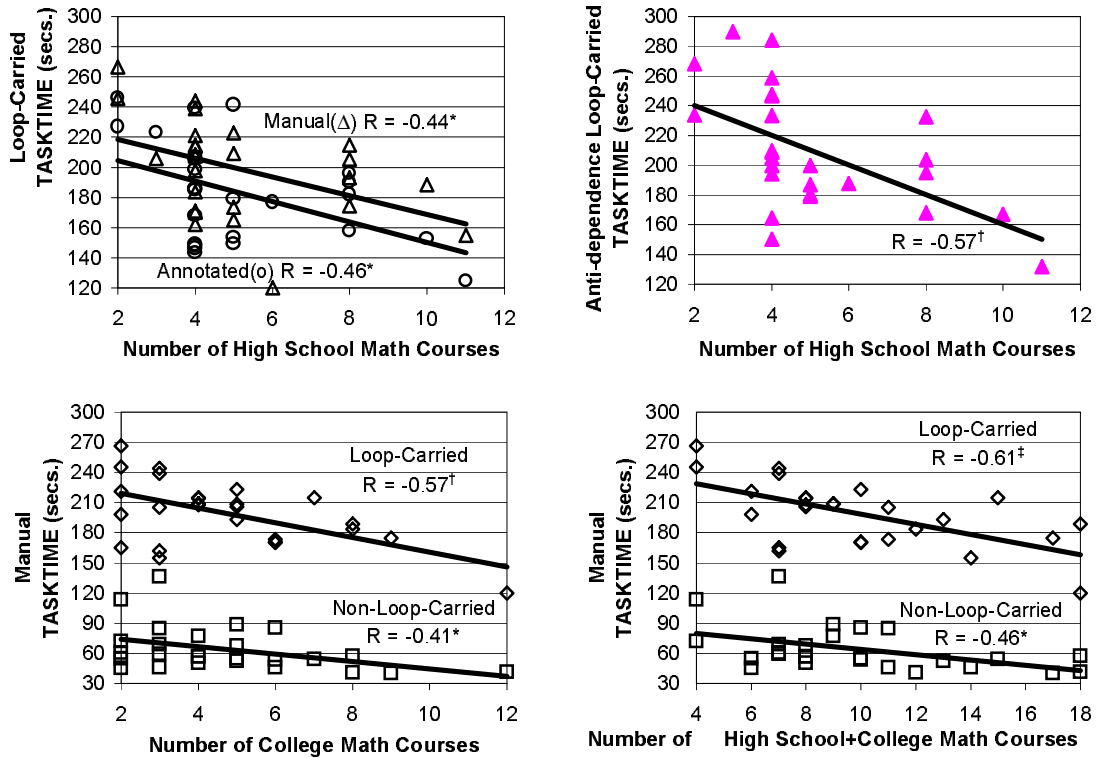 Loop-Carried
TASKTIME (secs.)
300
280
260
240
220
200
180
160
140
120
Manual(Δ) R = -0.44*
Annotated(o) R = -0.46*
2 4 6 8 10 12
Number of High School Math Courses
Anti-dependence Loop-Carried
TASKTIME (secs.)
300
280
260
240
220
200
180
160
140
120
R = -0.57†
2 4 6 8 10 12
Number of High School Math Courses
Manual
TASKTIME (secs.)
300
270
240
210
180
150
120
90
60
30
Loop-Carried
R = -0.57†
Non-Loop-Carried
R = -0.41*
2 4 6 8 10 12
Number of College Math Courses
Manual
TASKTIME (secs.)
300
270
240
210
180
150
120
90
60
30
Loop-Carried
R = -0.61‡
Non-Loop-Carried
R = -0.46*
4 6 8 10 12 14 16 18
Number of High School+College Math Courses